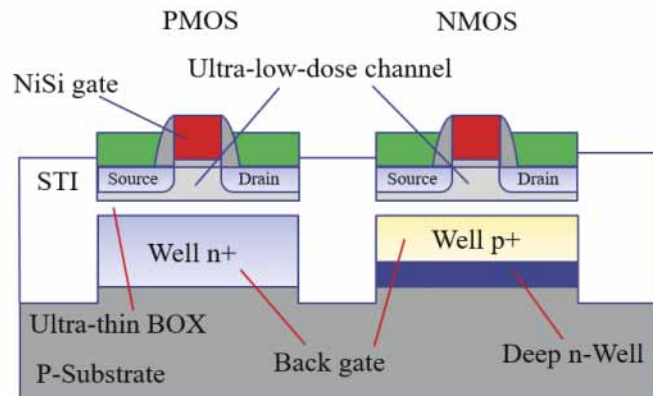 PMOS
NMOS
Ultra-low-dose channel
NiSi gate
STI
Source
Drain
Source
Drain
Well n+
Well p+
Ultra-thin BOX
Back gate
Deep n-Well
P-Substrate